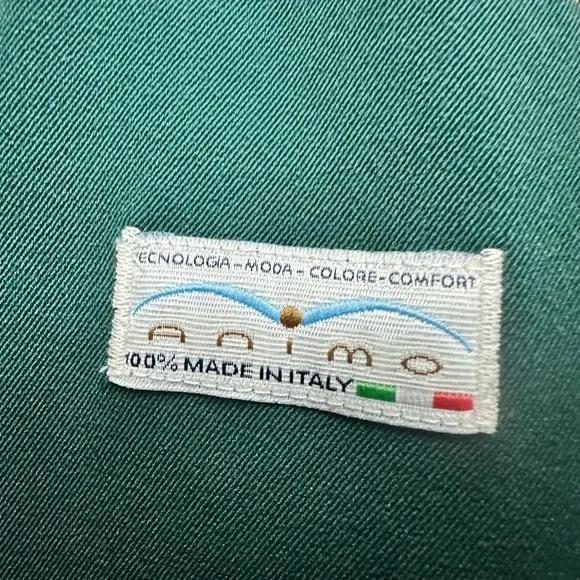 ECNOLOGIA - MODA - COLORE - COMFORT
Animo
100% MADE IN ITALY